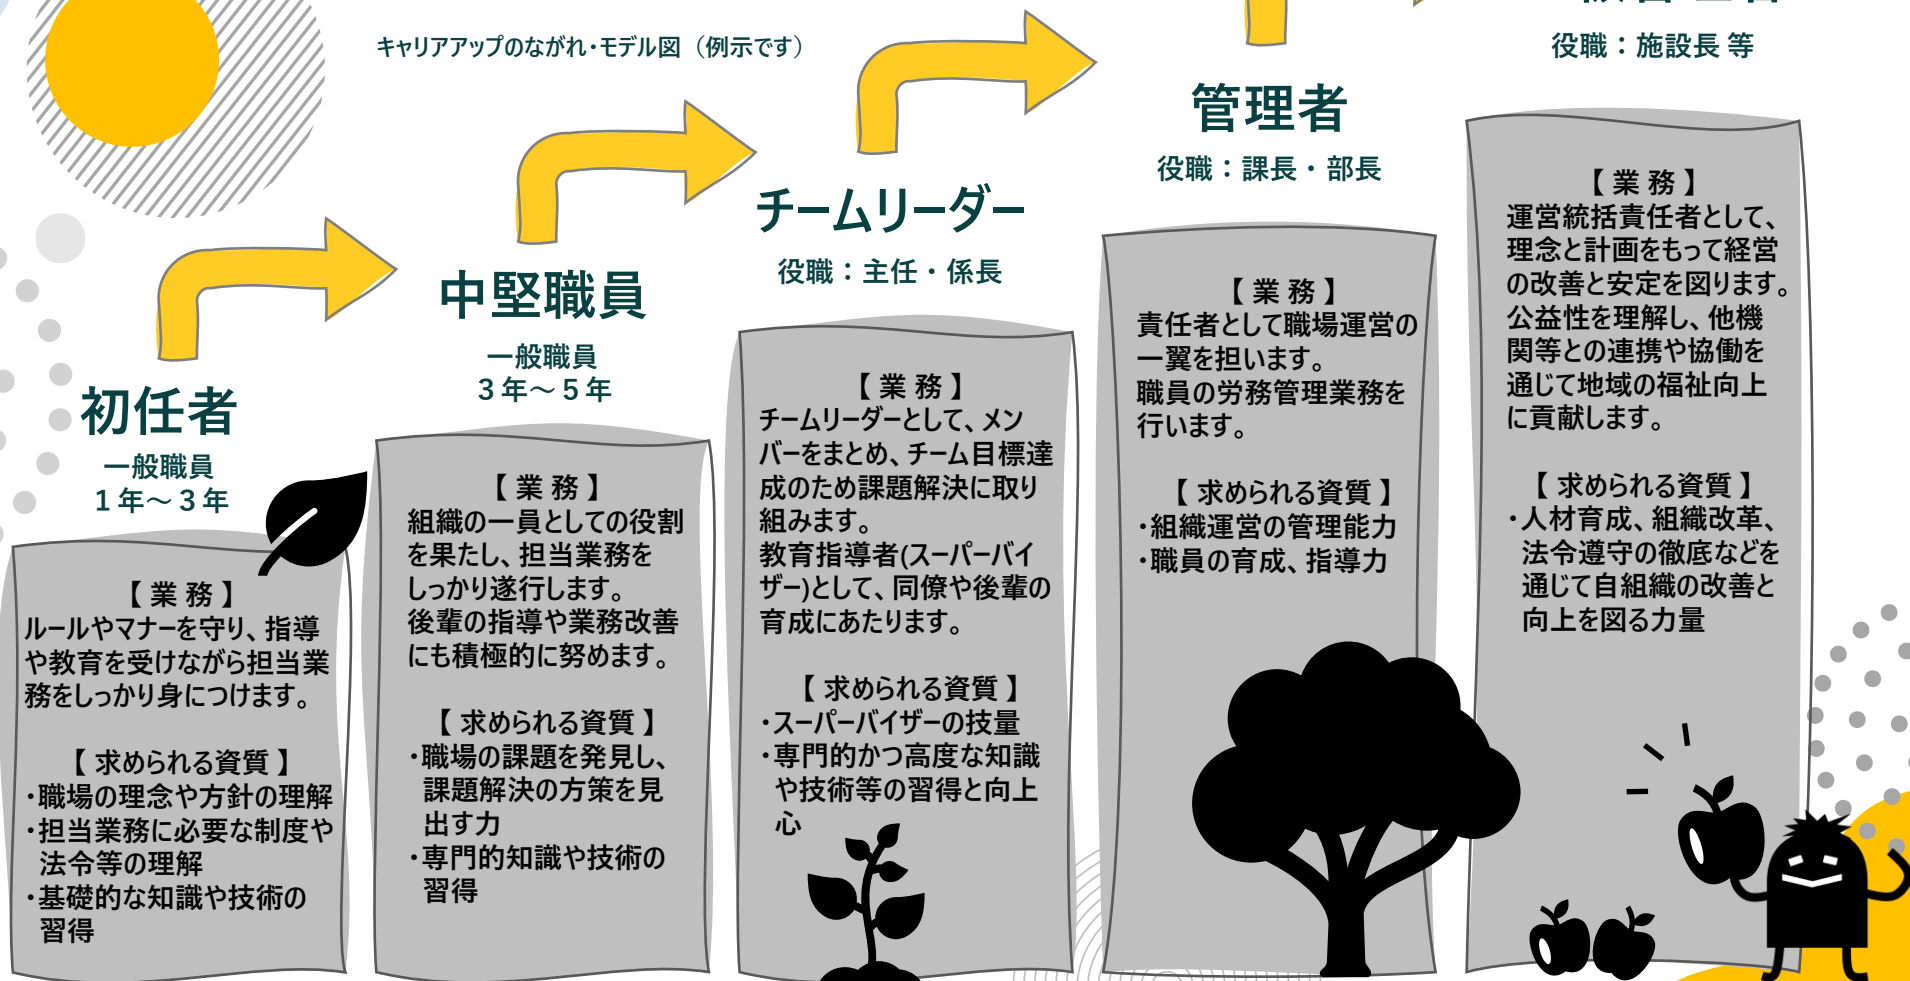 キャリアアップのながれ・モデル図（例示です）
初任者
一般職員
１年～３年
【 業 務 】
ルールやマナーを守り、指導
や教育を受けながら担当業
務をしっかり身につけます。
【 求められる資質 】
・職場の理念や方針の理解
・担当業務に必要な制度や
法令等の理解
・基礎的な知識や技術の
習得
中堅職員
一般職員
３年～５年
【 業 務 】
組織の一員としての役割
を果たし、担当業務を
しっかり遂行します。
後輩の指導や業務改善
にも積極的に努めます。
【 求められる資質 】
・職場の課題を発見し、
課題解決の方策を見
出す力
・専門的知識や技術の
習得
チームリーダー
役職：主任・係長
【 業 務 】
チームリーダーとして、メン
バーをまとめ、チーム目標達
成のため課題解決に取り
組みます。
教育指導者(スーパーバイ
ザー)として、同僚や後輩の
育成にあたります。
【 求められる資質 】
・スーパーバイザーの技量
・専門的かつ高度な知識
や技術等の習得と向上
心
管理者
役職：課長・部長
【 業 務 】
責任者として職場運営の
一翼を担います。
職員の労務管理業務を
行います。
【 求められる資質 】
・組織運営の管理能力
・職員の育成、指導力
役職：施設長 等
【 業 務 】
運営統括責任者として、
理念と計画をもって経営
の改善と安定を図ります。
公益性を理解し、他機
関等との連携や協働を
通じて地域の福祉向上
に貢献します。
【 求められる資質 】
・人材育成、組織改革、
法令遵守の徹底などを
通じて自組織の改善と
向上を図る力量